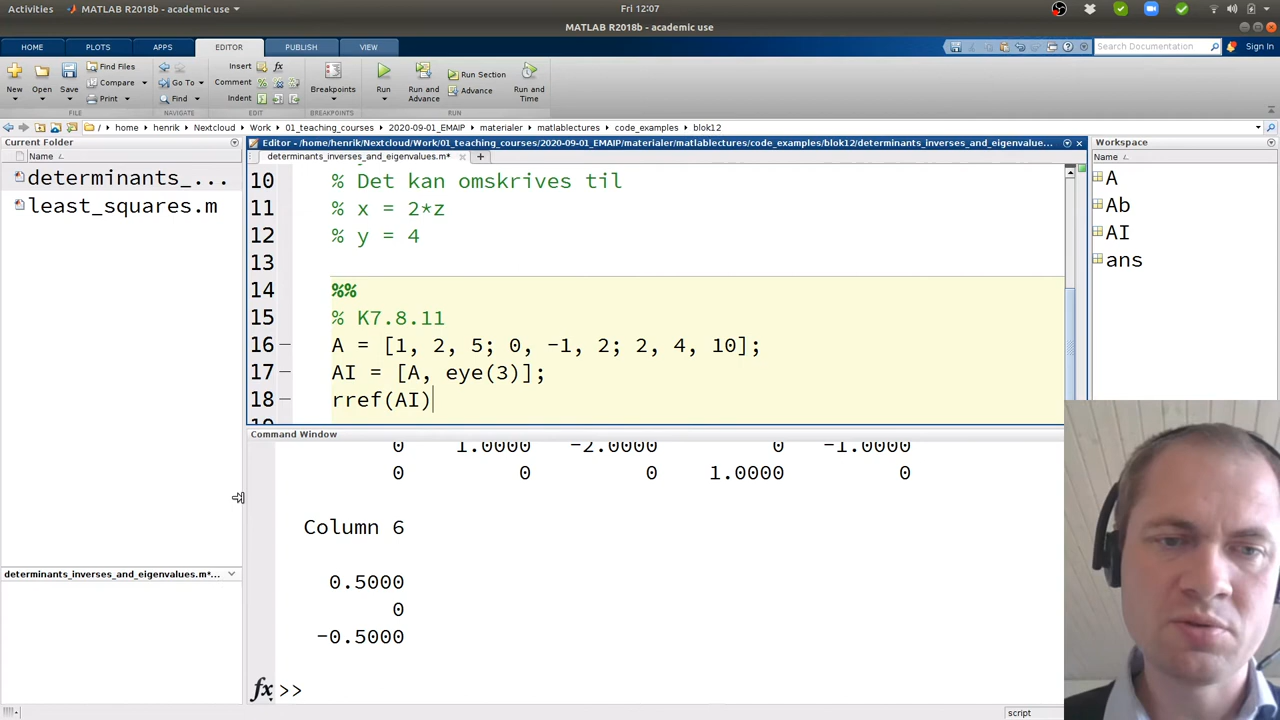 Activities MATLAB R2018b - academic use Fri 12:07
MATLAB R2018b - academic use
HOME PLOTS APPS EDITOR PUBLISH VIEW Search Documentation Sign In
New Open Save Find Files Compare Print Go To Find Insert Comment Indent fx Breakpoints Run Run and Advance Run Section Advance Run and Time
FILE NAVIGATE EDIT BREAKPOINTS RUN
/ home henrik Nextcloud Work 01_teaching_courses 2020-09-01_EMAIP materialer matlablectures code_examples blok12
Current Folder
Name
determinants_...
least_squares.m
determinants_inverses_and_eigenvalues.m*...
Editor - /home/henrik/Nextcloud/Work/01_teaching_courses/2020-09-01_EMAIP/materialer/matlablectures/code_examples/blok12/determinants_inverses_and_eigenvalue...
determinants_inverses_and_eigenvalues.m* +
10 % Det kan omskrives til
11 % x = 2*z
12 % y = 4
13
14 %%
15 % K7.8.11
16 A = [1, 2, 5; 0, -1, 2; 2, 4, 10];
17 AI = [A, eye(3)];
18 rref(AI)
Command Window
0 1.0000 -2.0000 0 -1.0000
0 0 0 1.0000 0
Column 6
0.5000
0
-0.5000
fx >>
Workspace
Name
A
Ab
AI
ans
script